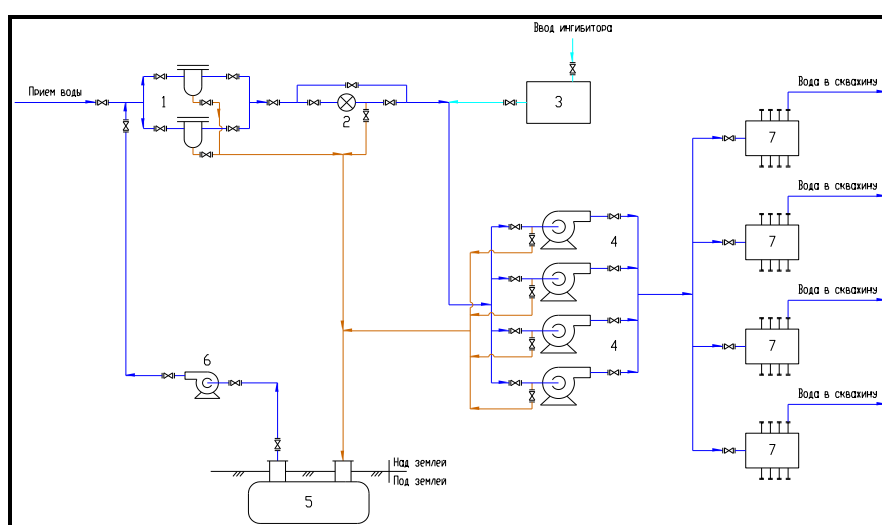 Ввод ингибитора
Вода в скважину
Прием воды
1
2
3
7
Вода в скважину
4
7
Вода в скважину
4
7
6
Вода в скважину
7
Над землей
Под землей
5